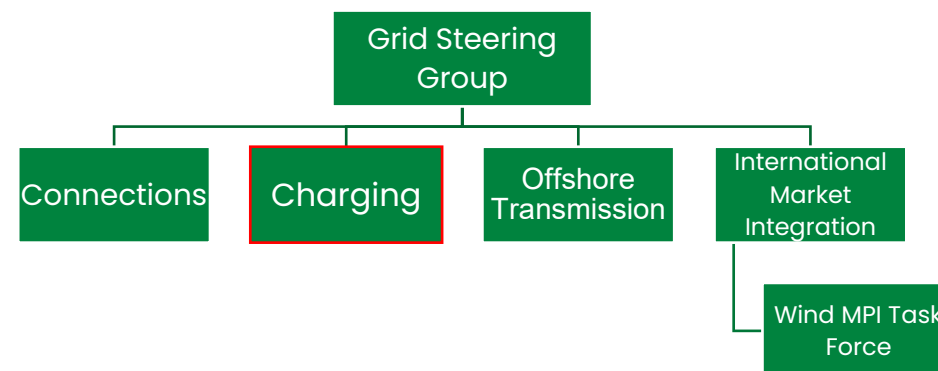 Grid Steering
Group
Connections
Charging
Offshore
Transmission
International
Market
Integration
Wind MPI Task
Force